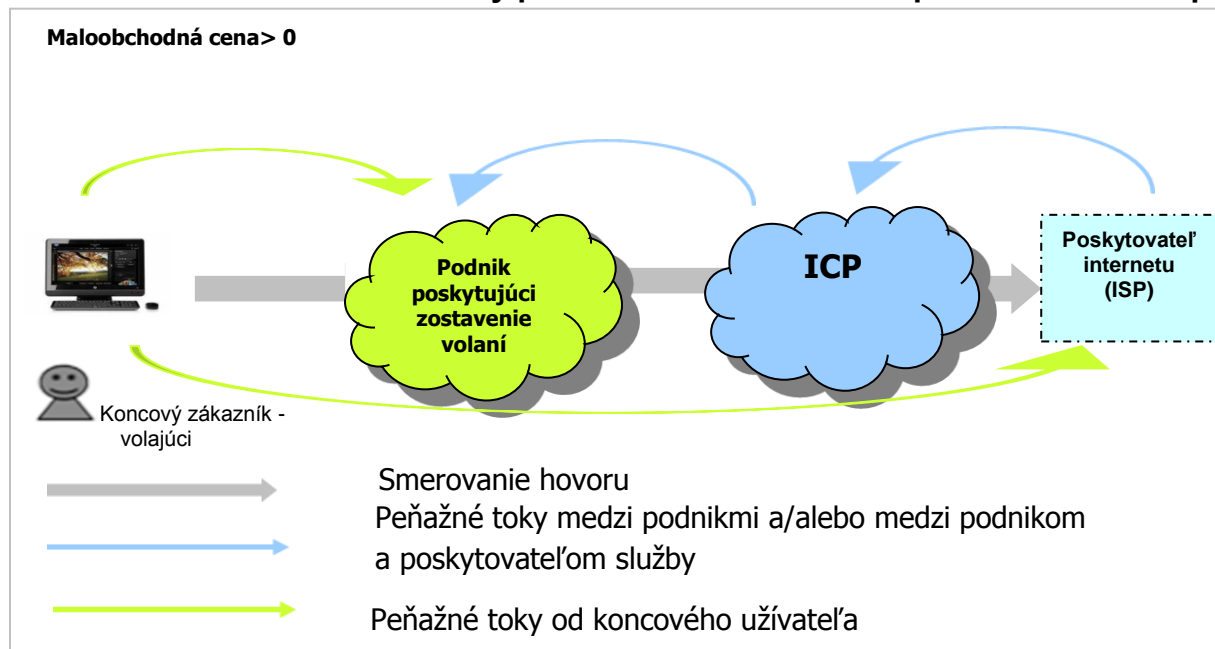 Maloobchodná cena> 0
Podnik
poskytujúci
zostavenie
volaní
ICP
Poskytovateľ
internetu
(ISP)
Koncový zákazník -
volajúci
Smerovanie hovoru
Peňažné toky medzi podnikmi a/alebo medzi podnikom
a poskytovateľom služby
Peňažné toky od koncového užívateľa